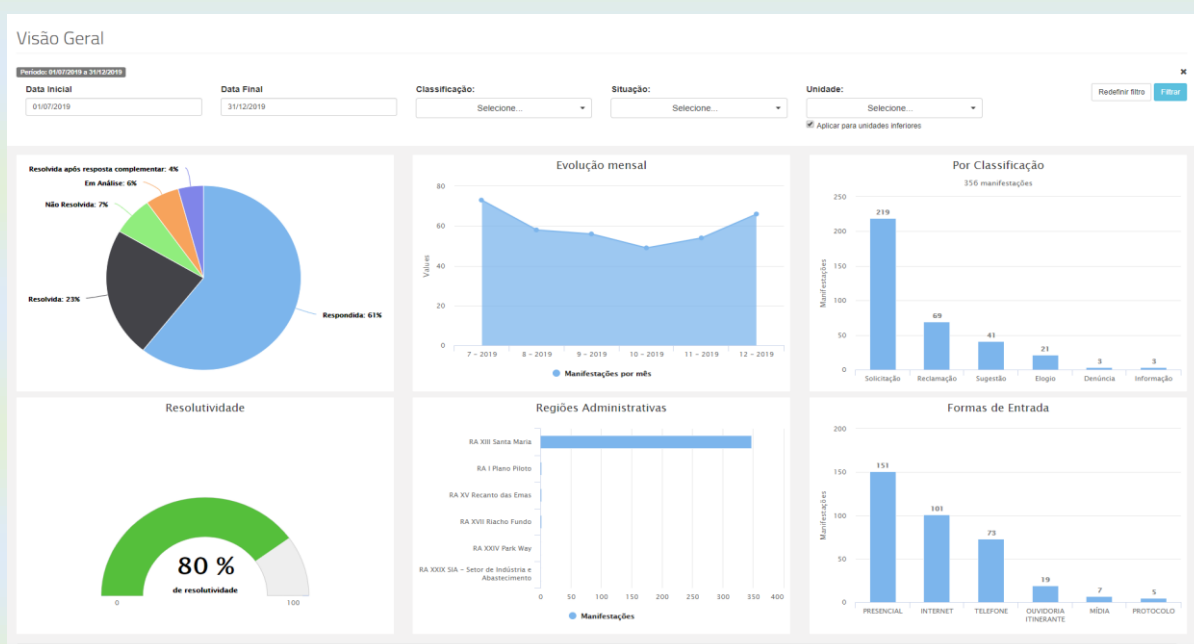 Visão Geral
Período: 01/07/2019 a 31/12/2019
Data Inicial
Data Final
Classificação:
Situação:
Unidade:
01/07/2019
31/12/2019
Selecione...
Selecione...
Selecione...
Redefinir filtro
Filtrar
Aplicar para unidades inferiores
Resolvida após resposta complementar: 4%
Em Análise: 6%
Não Resolvida: 7%
Resolvida: 23%
Respondida: 61%
Evolução mensal
Values
80
60
40
20
0
7 - 2019
8 - 2019
9 - 2019
10 - 2019
11 - 2019
12 - 2019
Manifestações por mês
Por Classificação
356 manifestações
Manifestações
250
200
150
100
50
0
219
69
41
21
3
3
Solicitação
Reclamação
Sugestão
Elogio
Denúncia
Informação
Resolutividade
80 %
de resolutividade
0
100
Regiões Administrativas
RA XIII Santa Maria
RA I Plano Piloto
RA XV Recanto das Emas
RA XVII Riacho Fundo
RA XXIV Park Way
RA XXIX SIA – Setor de Indústria e
Abastecimento
0
50
100
150
200
250
300
350
400
Manifestações
Formas de Entrada
Manifestações
200
150
100
50
0
151
101
73
19
7
5
PRESENCIAL
INTERNET
TELEFONE
OUVIDORIA
ITINERANTE
MÍDIA
PROTOCOLO